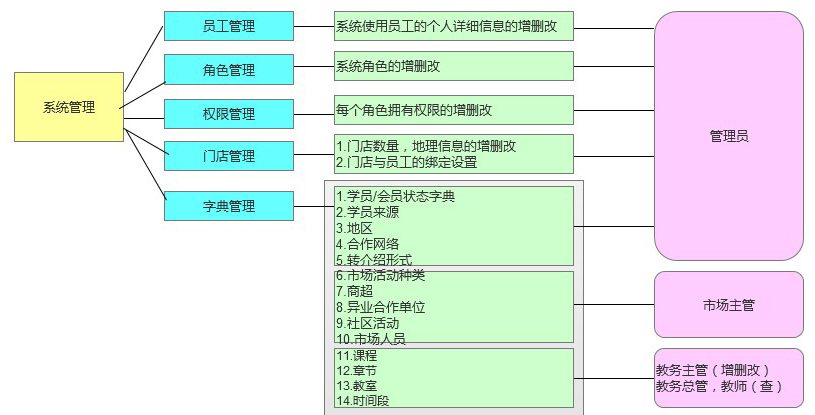 系统管理
员工管理
系统使用员工的个人详细信息的增删改
角色管理
系统角色的增删改
权限管理
每个角色拥有权限的增删改
门店管理
1.门店数量，地理信息的增删改
2.门店与员工的绑定设置
管理员
字典管理
1.学员/会员状态字典
2.学员来源
3.地区
4.合作网络
5.转介绍形式
6.市场活动种类
7.商超
8.异业合作单位
9.社区活动
10.市场人员
市场主管
11.课程
12.章节
13.教室
14.时间段
教务主管（增删改）
教务总管，教师（查）